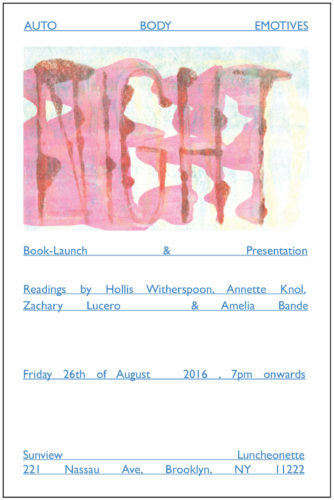 AUTO BODY EMOTIVES
NIGHT
Book-Launch & Presentation
Readings by Hollis Witherspoon, Annette Knol,
Zachary Lucero & Amelia Bande
Friday 26th of August 2016 , 7pm onwards
Sunview Luncheonette
221 Nassau Ave, Brooklyn, NY 11222